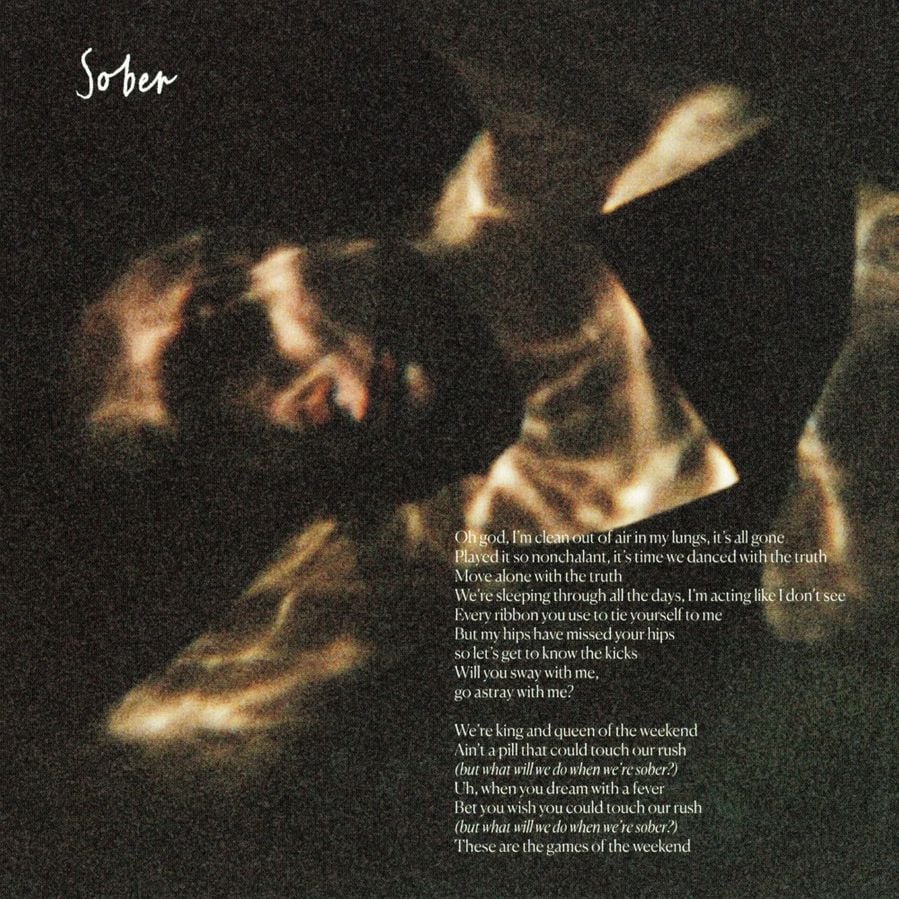 Sober
Oh god, I'm clean out of air in my lungs, it's all gone
Played it so nonchalant, it's time we danced with the truth
Move alone with the truth
We're sleeping through all the days, I'm acting like I don't see
Every ribbon you use to tie yourself to me
But my hips have missed your hips
so let's get to know the kicks
Will you sway with me,
go astray with me?

We're king and queen of the weekend
Ain't a pill that could touch our rush
(but what will we do when we're sober?)
Uh, when you dream with a fever
Bet you wish you could touch our rush
(but what will we do when we're sober?)
These are the games of the weekend